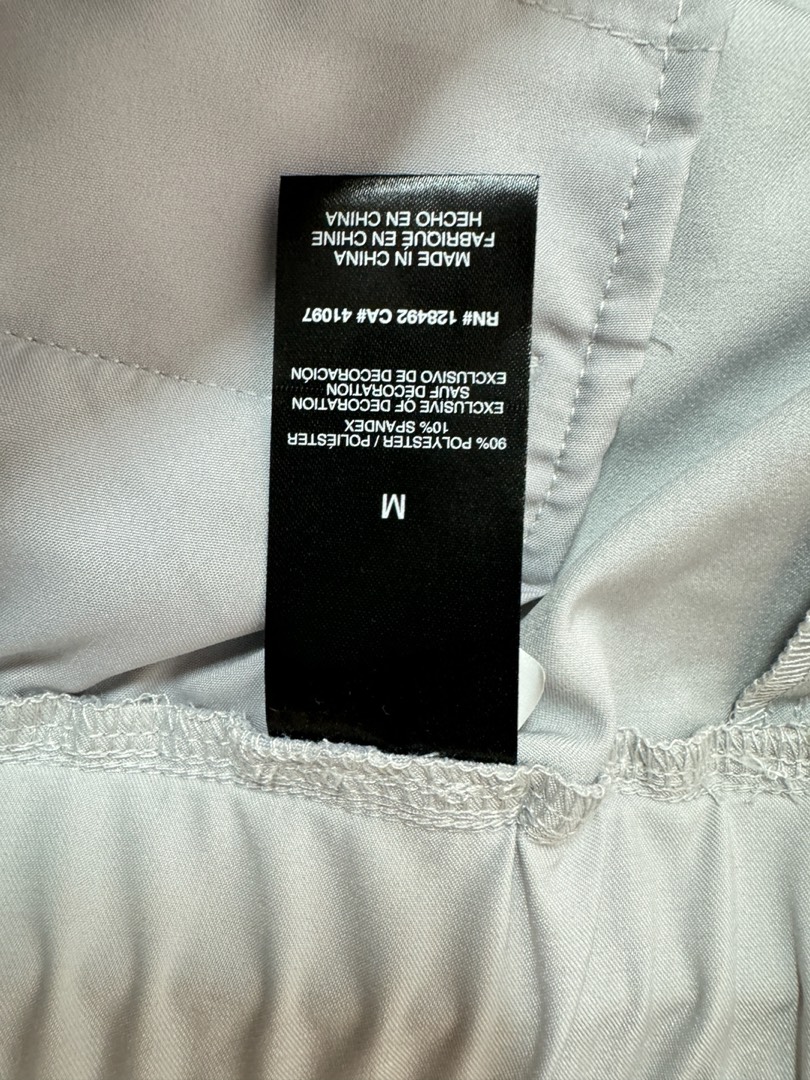 M
90% POLYESTER / POLIÉSTER
10% SPANDEX
EXCLUSIVE OF DECORATION
SAUF DÉCORATION
EXCLUSIVO DE DECORACIÓN
RN# 128492 CA# 41097
MADE IN CHINA
FABRIQUÉ EN CHINE
HECHO EN CHINA